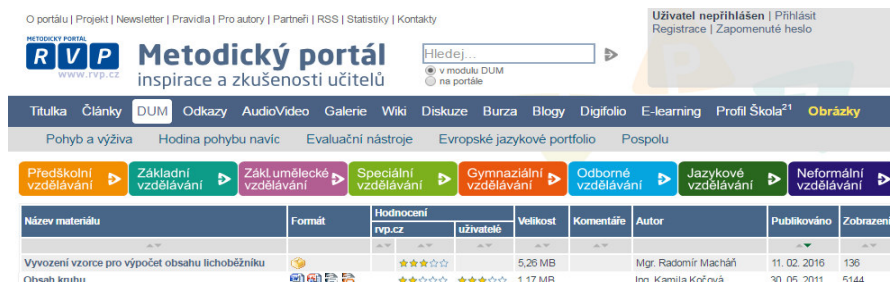 O portálu | Projekt | Newsletter | Pravidla | Pro autory | Partneři | RSS | Statistiky | Kontakty
Uživatel nepřihlášen | Přihlásit
Registrace | Zapomenuté heslo
METODICKÝ PORTÁL
RVP
www.rvp.cz
Metodický portál
inspirace a zkušenosti učitelů
Hledej...
v modulu DUM
na portále
Titulka Články DUM Odkazy AudioVideo Galerie Wiki Diskuze Burza Blogy Digifolio E-learning Profil Škola21 Obrázky
Pohyb a výživa Hodina pohybu navíc Evaluační nástroje Evropské jazykové portfolio Pospolu
Předškolní vzdělávání
Základní vzdělávání
Zákl.umělecké vzdělávání
Speciální vzdělávání
Gymnaziální vzdělávání
Odborné vzdělávání
Jazykové vzdělávání
Neformální vzdělávání
Název materiálu Formát Hodnocení rvp.cz uživatelé Velikost Komentáře Autor Publikováno Zobrazení
Vyvození vzorce pro výpočet obsahu lichoběžníku 5,26 MB Mgr. Radomír Macháň 11. 02. 2016 136
Obsah kruhu 1,17 MB Ing. Kamila Kočová 30. 05. 2011 5144